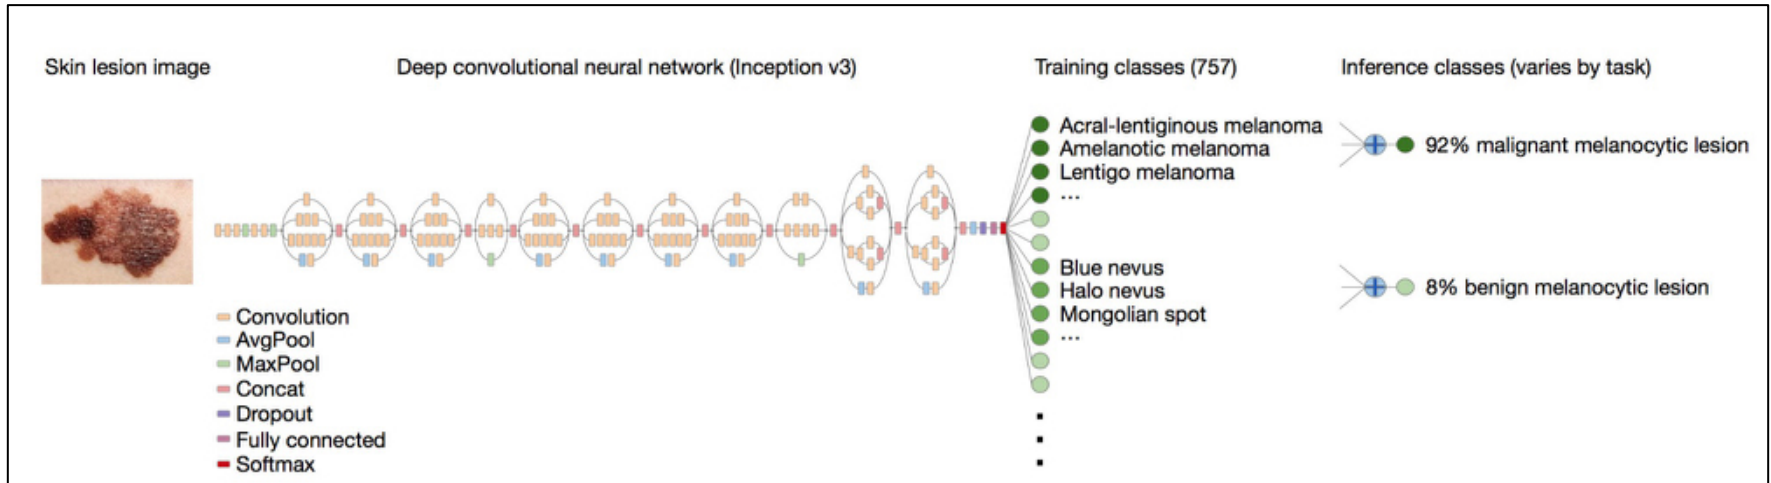 Skin lesion image
Deep convolutional neural network (Inception v3)
Training classes (757)
Inference classes (varies by task)
Convolution
AvgPool
MaxPool
Concat
Dropout
Fully connected
Softmax
Acral-lentiginous melanoma
Amelanotic melanoma
Lentigo melanoma
...
Blue nevus
Halo nevus
Mongolian spot
...
92% malignant melanocytic lesion
8% benign melanocytic lesion